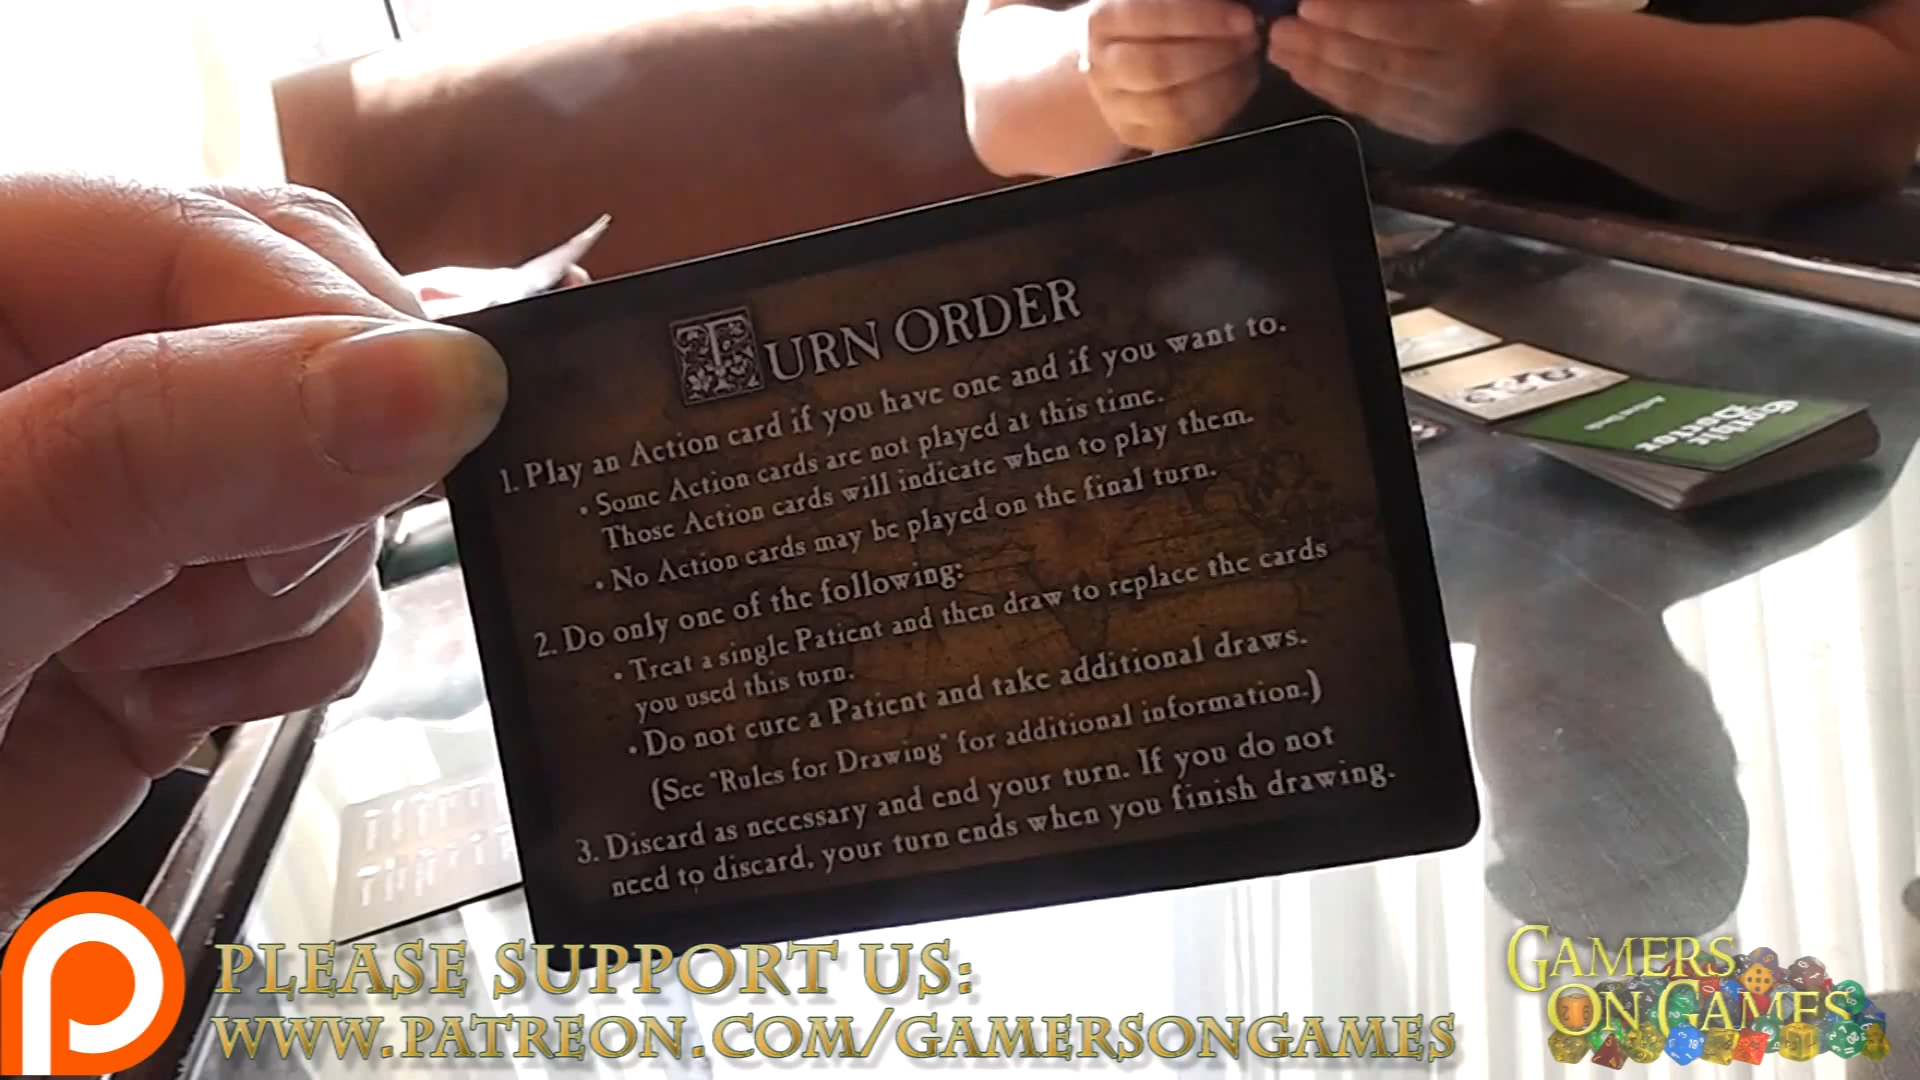 TURN ORDER
1. Play an Action card if you have one and if you want to.
• Some Action cards are not played at this time.
Those Action cards will indicate when to play them.
• No Action cards may be played on the final turn.
2. Do only one of the following:
• Treat a single Patient and then draw to replace the cards
you used this turn.
• Do not cure a Patient and take additional draws.
(See "Rules for Drawing" for additional information.)
3. Discard as necessary and end your turn. If you do not
need to discard, your turn ends when you finish drawing.
Gothic
Doctor
PLEASE SUPPORT US:
WWW.PATREON.COM/GAMERSONGAMES
GAMERS
ON GAMES